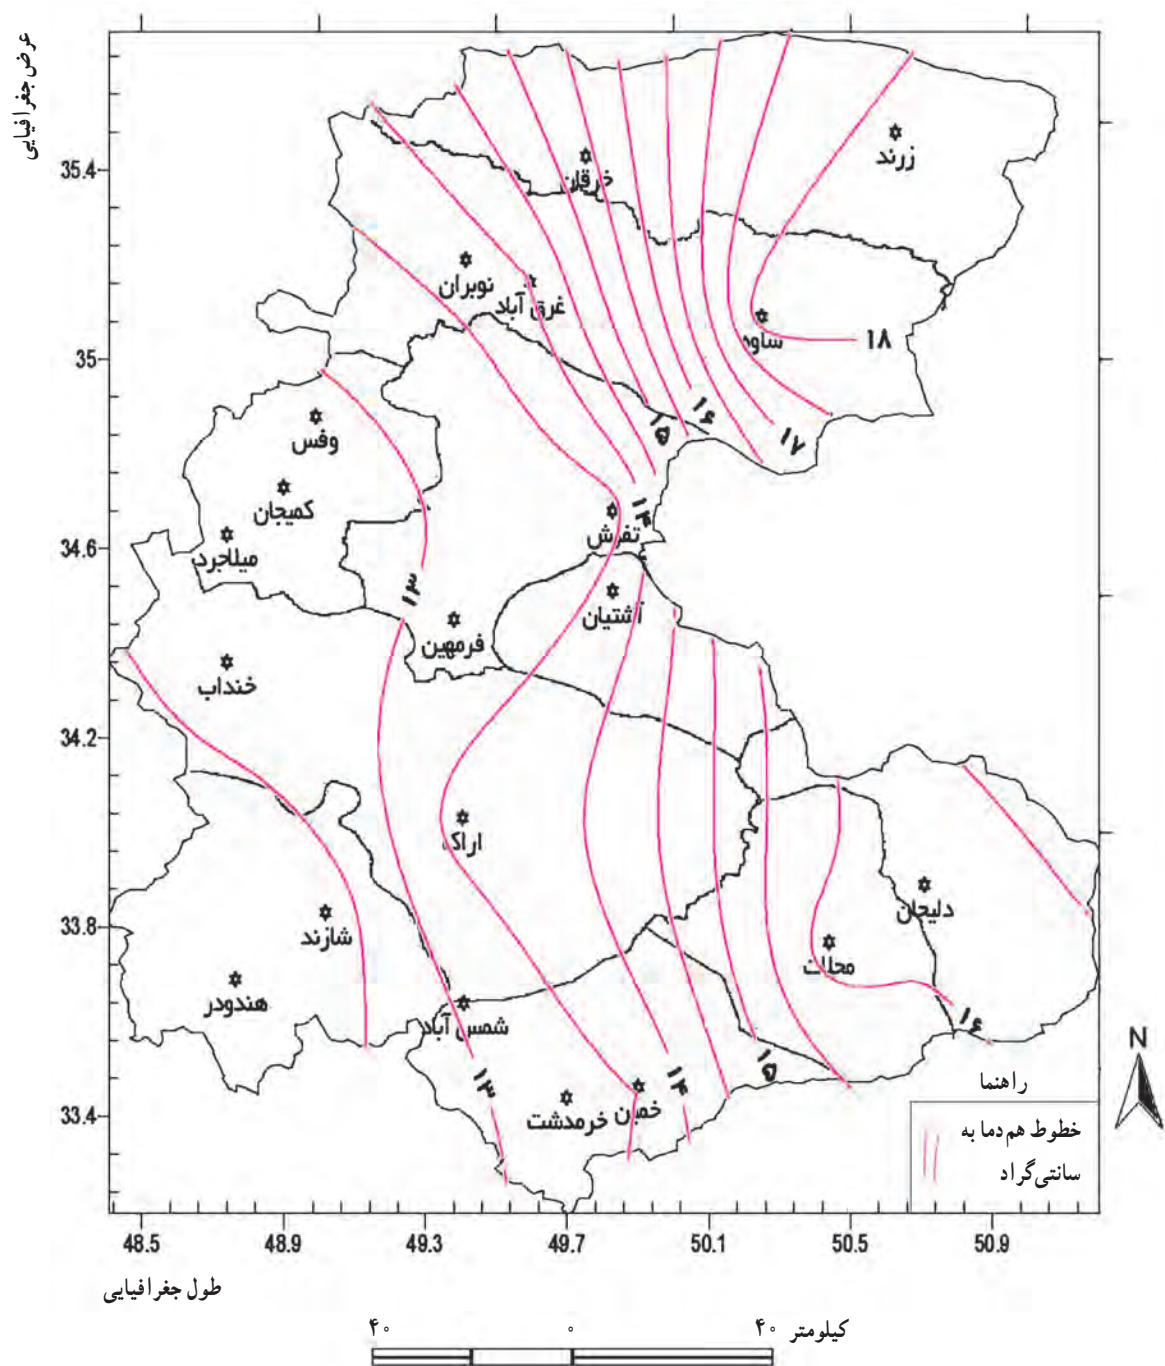 عرض جغرافیایی
35.4
35
34.6
34.2
33.8
33.4
زرند
خرقان
نوبران
غرق آباد
ساوه
۱۸
۱۷
۱۶
۱۵
۱۴
وفس
کمیجان
میلاجرد
تفرش
آشتیان
۱۳
فرمهین
خنداب
اراک
دلیجان
شازند
محلات
هندودر
شمس آباد
۱۶
۱۵
۱۴
۱۳
خمین
خرمدشت
N
راهنما
خطوط هم دما به
سانتی‌گراد
48.5
48.9
49.3
49.7
50.1
50.5
50.9
طول جغرافیایی
۴۰
۰
۴۰ کیلومتر